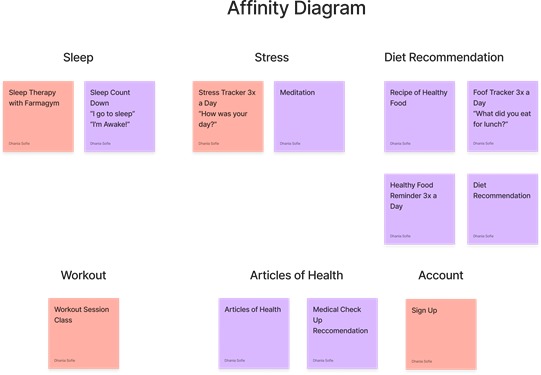 Affinity Diagram
Sleep
Sleep Therapy
with Farmagym
Dhania Sofie
Sleep Count
Down
"I go to sleep"
"I'm Awake!"
Dhania Sofie
Stress
Stress Tracker 3x
a Day
"How was your
day?"
Dhania Sofie
Meditation
Dhania Sofie
Diet Recommendation
Recipe of Healthy
Food
Dhania Sofie
Foof Tracker 3x a
Day
"What did you eat
for lunch?"
Dhania Sofie
Healthy Food
Reminder 3x a
Day
Dhania Sofie
Diet
Recommendation
Dhania Sofie
Workout
Workout Session
Class
Dhania Sofie
Articles of Health
Articles of Health
Dhania Sofie
Medical Check
Up
Reccomendation
Dhania Sofie
Account
Sign Up
Dhania Sofie